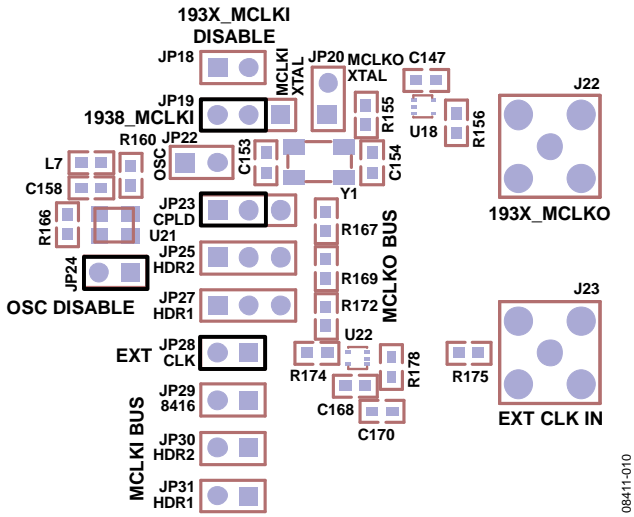 193X_MCLKI
DISABLE
JP18
MCLKI
XTAL
JP20
MCLKO
XTAL
C147
J22
JP19
1938_MCLKI
R155
U18
R156
R160
JP22
OSC
C153
C154
L7
C158
Y1
193X_MCLKO
R166
U21
JP23
CPLD
R167
MCLKO BUS
JP24
JP25
HDR2
R169
OSC DISABLE
JP27
HDR1
R172
J23
U22
EXT
JP28
CLK
R174
R178
R175
MCLKI BUS
JP29
8416
C168
C170
EXT CLK IN
JP30
HDR2
JP31
HDR1
08411-010